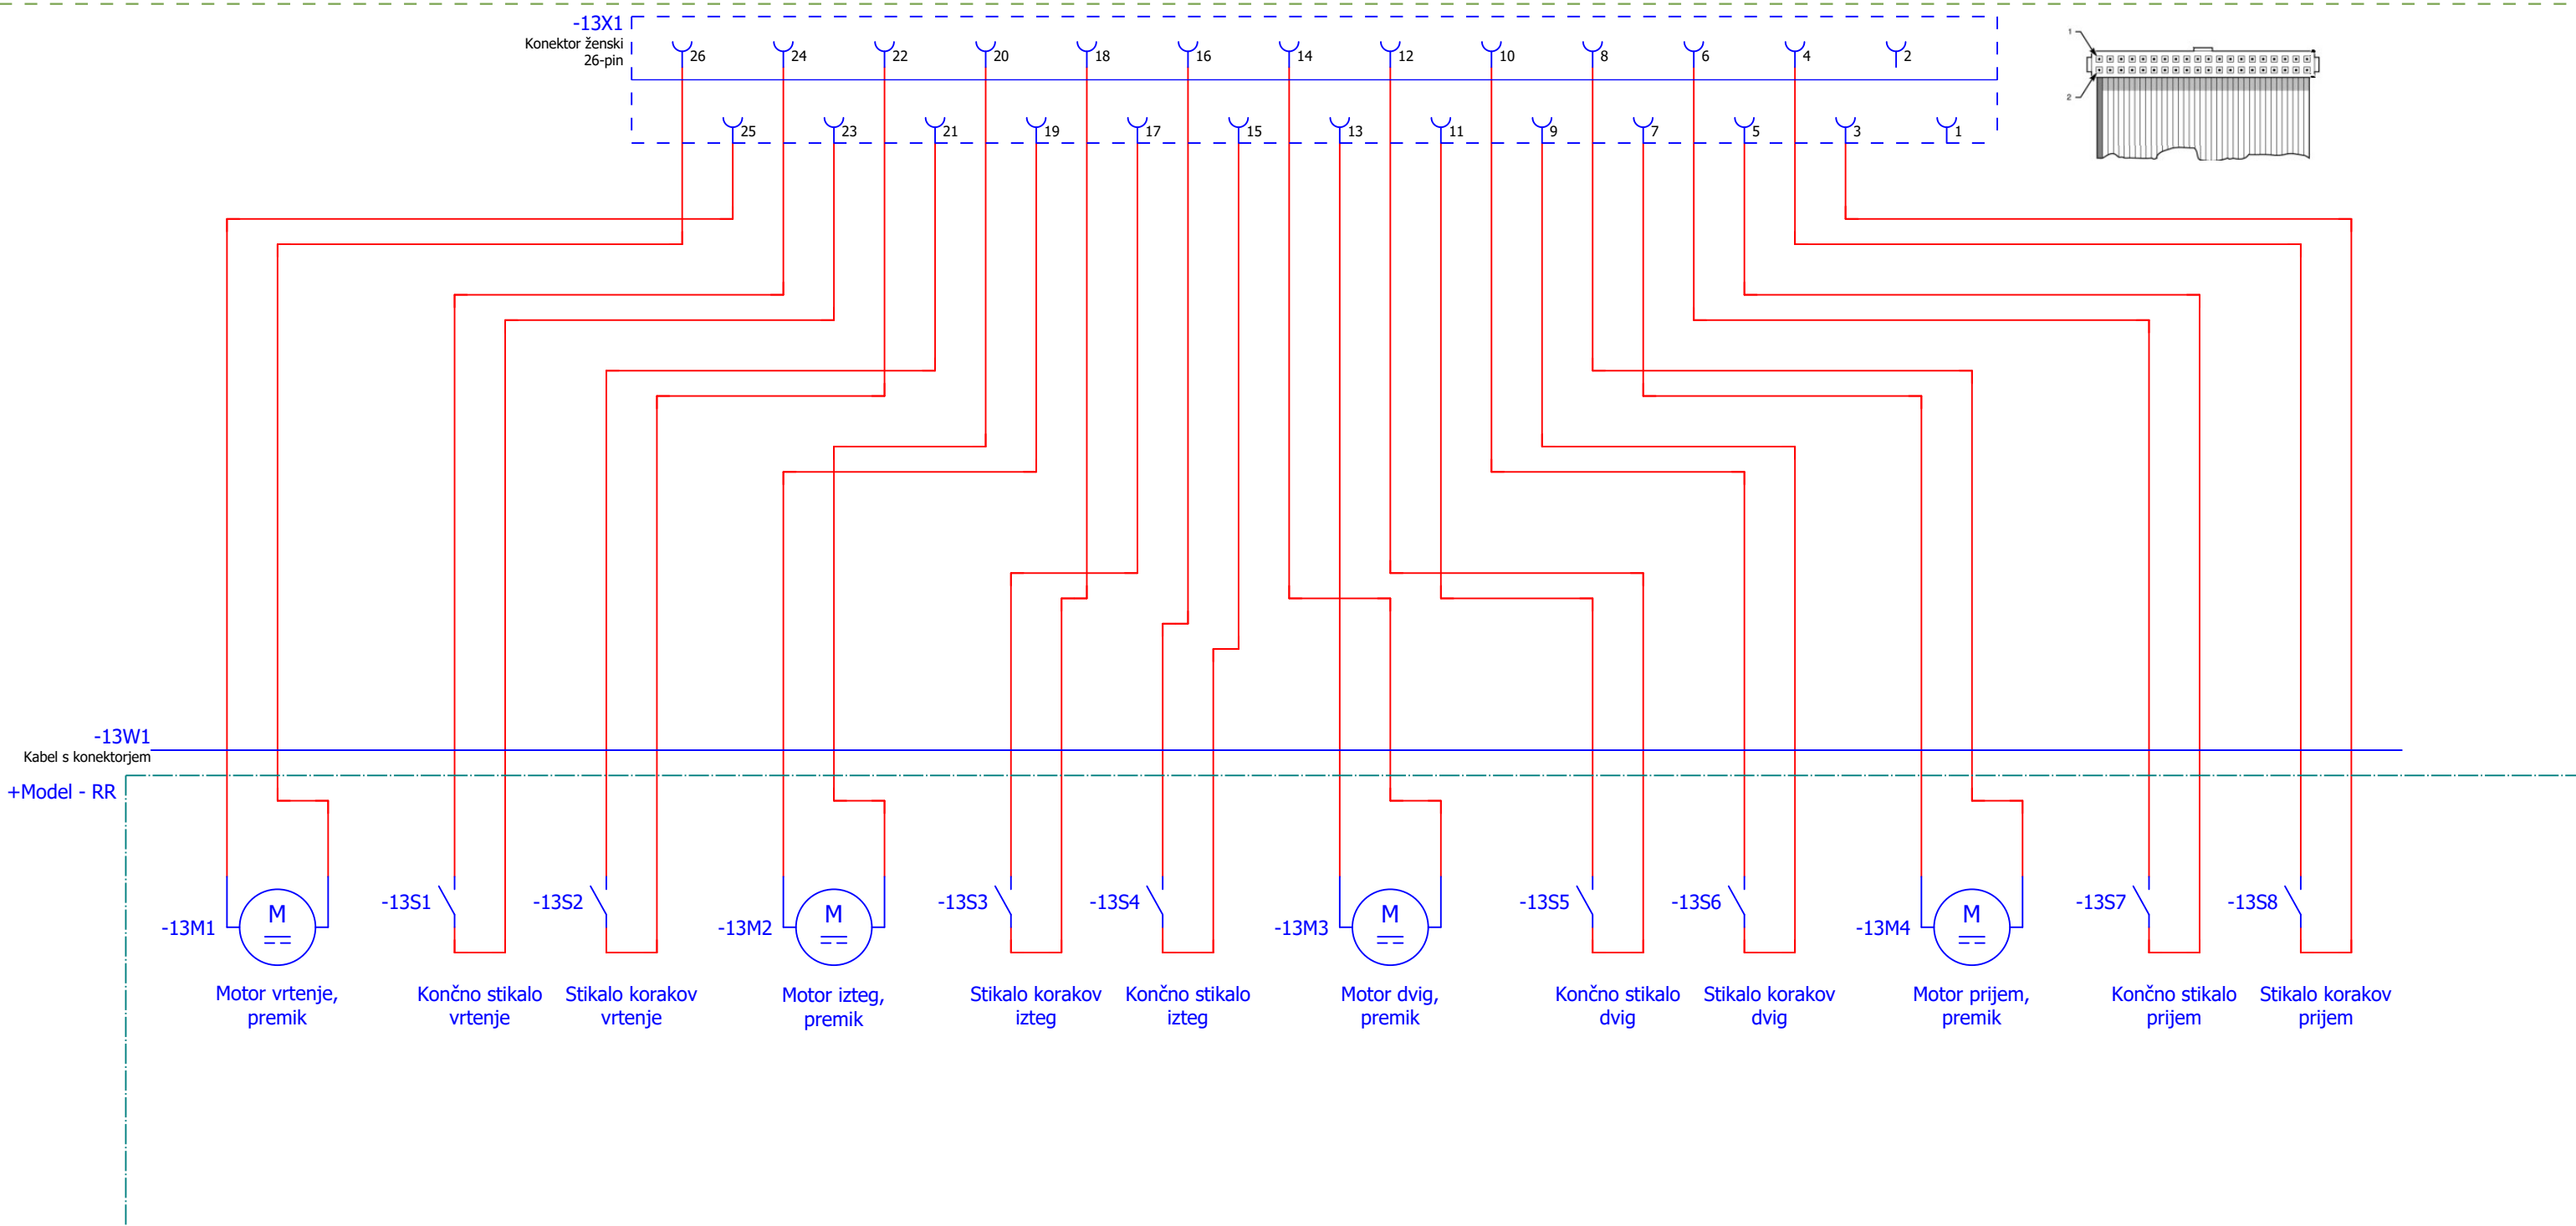 -13X1
Konektor ženski
26-pin
26
24
22
20
18
16
14
12
10
8
6
4
2
25
23
21
19
17
15
13
11
9
7
5
3
1
1
2
-13W1
Kabel s konektorjem
+Model - RR
-13M1
M
-13S1
-13S2
-13M2
M
-13S3
-13S4
-13M3
M
-13S5
-13S6
-13M4
M
-13S7
-13S8
Motor vrtenje,
premik
Končno stikalo
vrtenje
Stikalo korakov
vrtenje
Motor izteg,
premik
Stikalo korakov
izteg
Končno stikalo
izteg
Motor dvig,
premik
Končno stikalo
dvig
Stikalo korakov
dvig
Motor prijem,
premik
Končno stikalo
prijem
Stikalo korakov
prijem